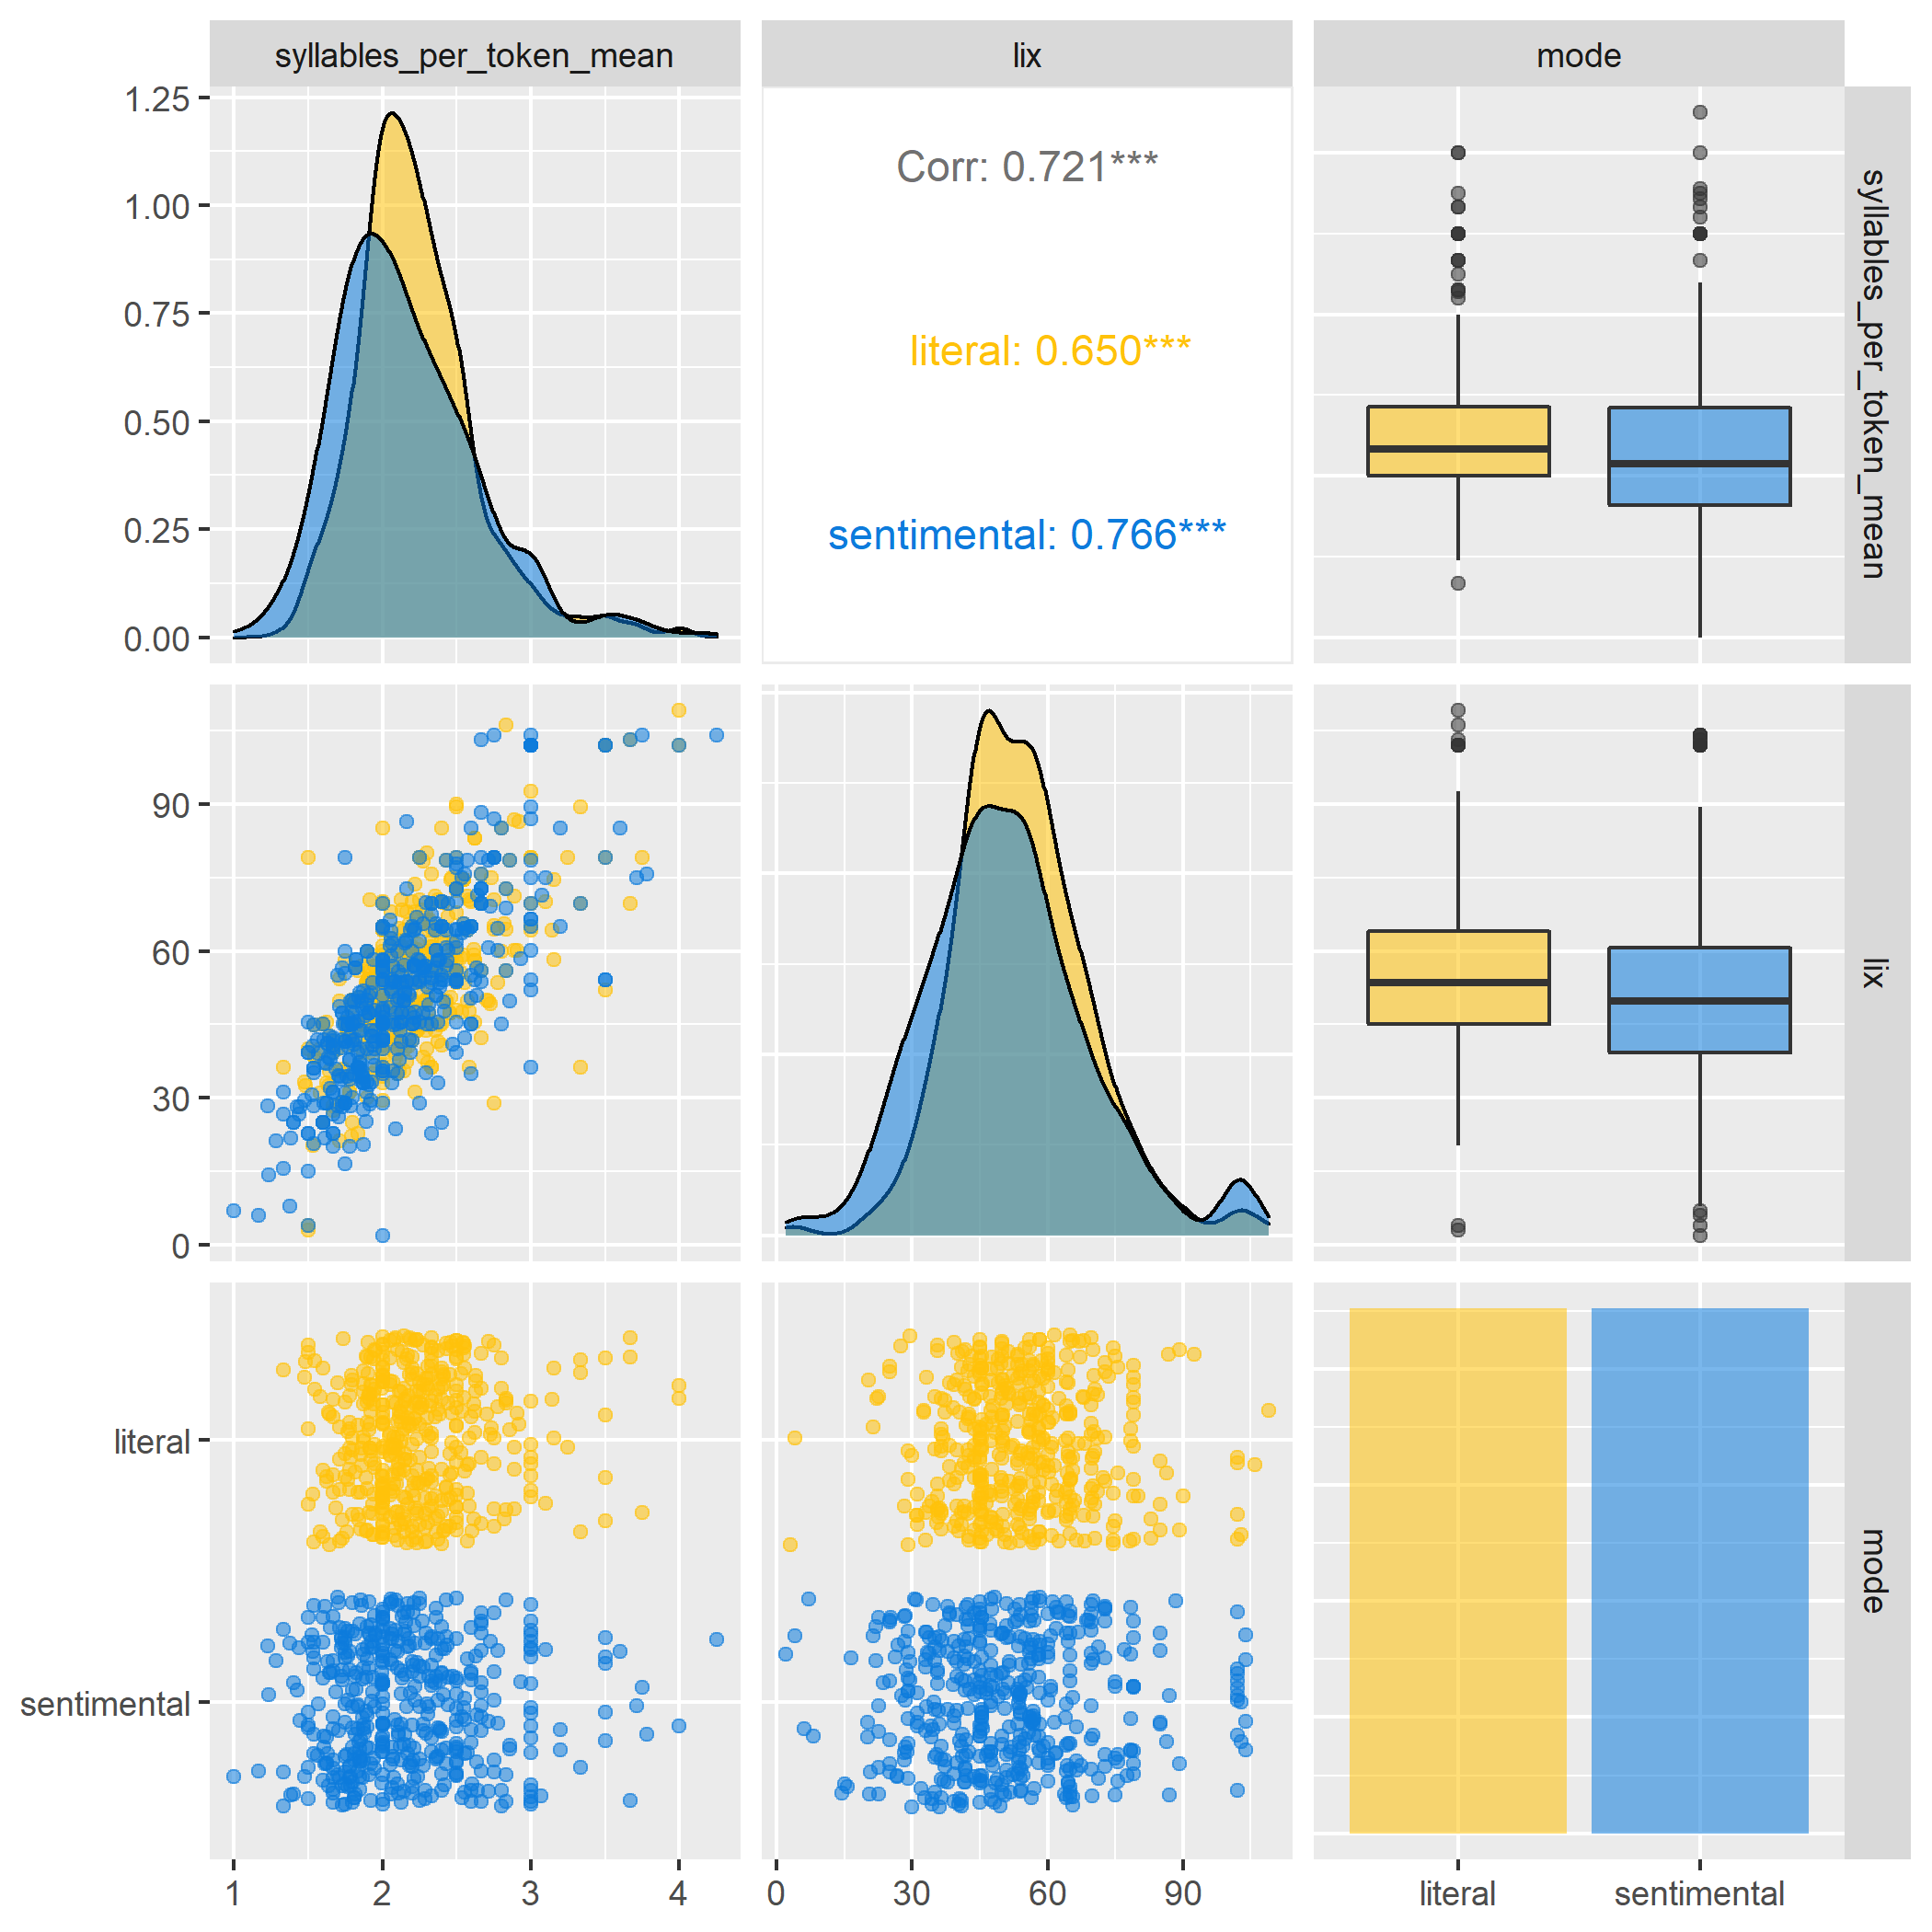 syllables_per_token_mean
lix
mode
1.25
1.00
0.75
0.50
0.25
0.00
Corr: 0.721***
literal: 0.650***
sentimental: 0.766***
syllables_per_token_mean
90
60
30
0
lix
literal
sentimental
mode
1
2
3
4
0
30
60
90
literal
sentimental